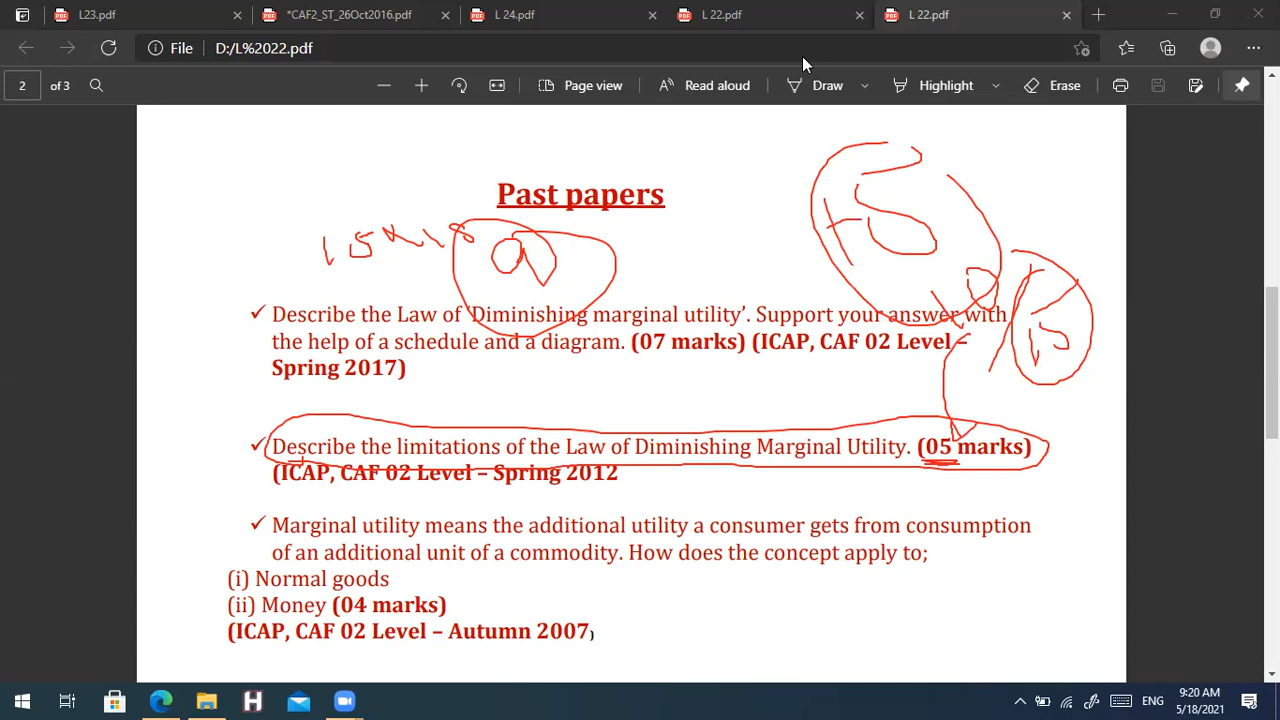 L23.pdf
*CAF2_ST_26Oct2016.pdf
L 24.pdf
L 22.pdf
L 22.pdf
File
D:/L%2022.pdf
2 of 3
Page view
Read aloud
Draw
Highlight
Erase
Past papers
✓ Describe the Law of ‘Diminishing marginal utility’. Support your answer with
the help of a schedule and a diagram. (07 marks) (ICAP, CAF 02 Level –
Spring 2017)
✓ Describe the limitations of the Law of Diminishing Marginal Utility. (05 marks)
(ICAP, CAF 02 Level – Spring 2012
✓ Marginal utility means the additional utility a consumer gets from consumption
of an additional unit of a commodity. How does the concept apply to;
(i) Normal goods
(ii) Money (04 marks)
(ICAP, CAF 02 Level – Autumn 2007)
ENG
9:20 AM
5/18/2021